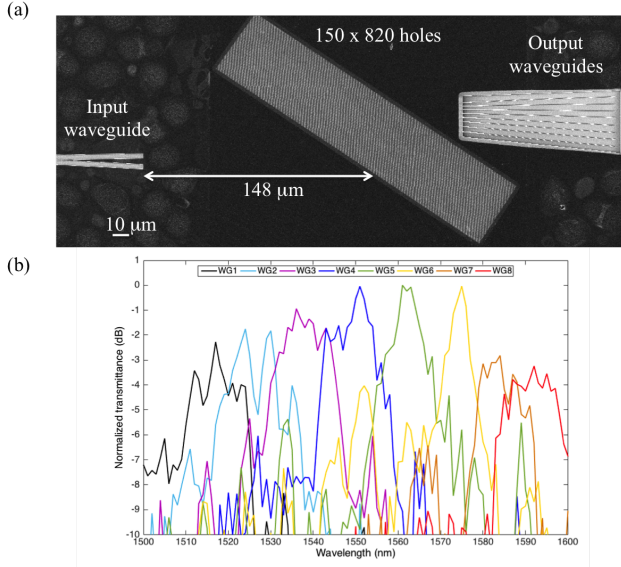 (a)
150 x 820 holes
Output
waveguides
Input
waveguide
148 μm
10 μm
(b)
WG1 WG2 WG3 WG4 WG5 WG6 WG7 WG8
1
0
-1
-2
-3
-4
-5
-6
-7
-8
-9
-10
Normalized transmittance (dB)
1500 1510 1520 1530 1540 1550 1560 1570 1580 1590 1600
Wavelength (nm)